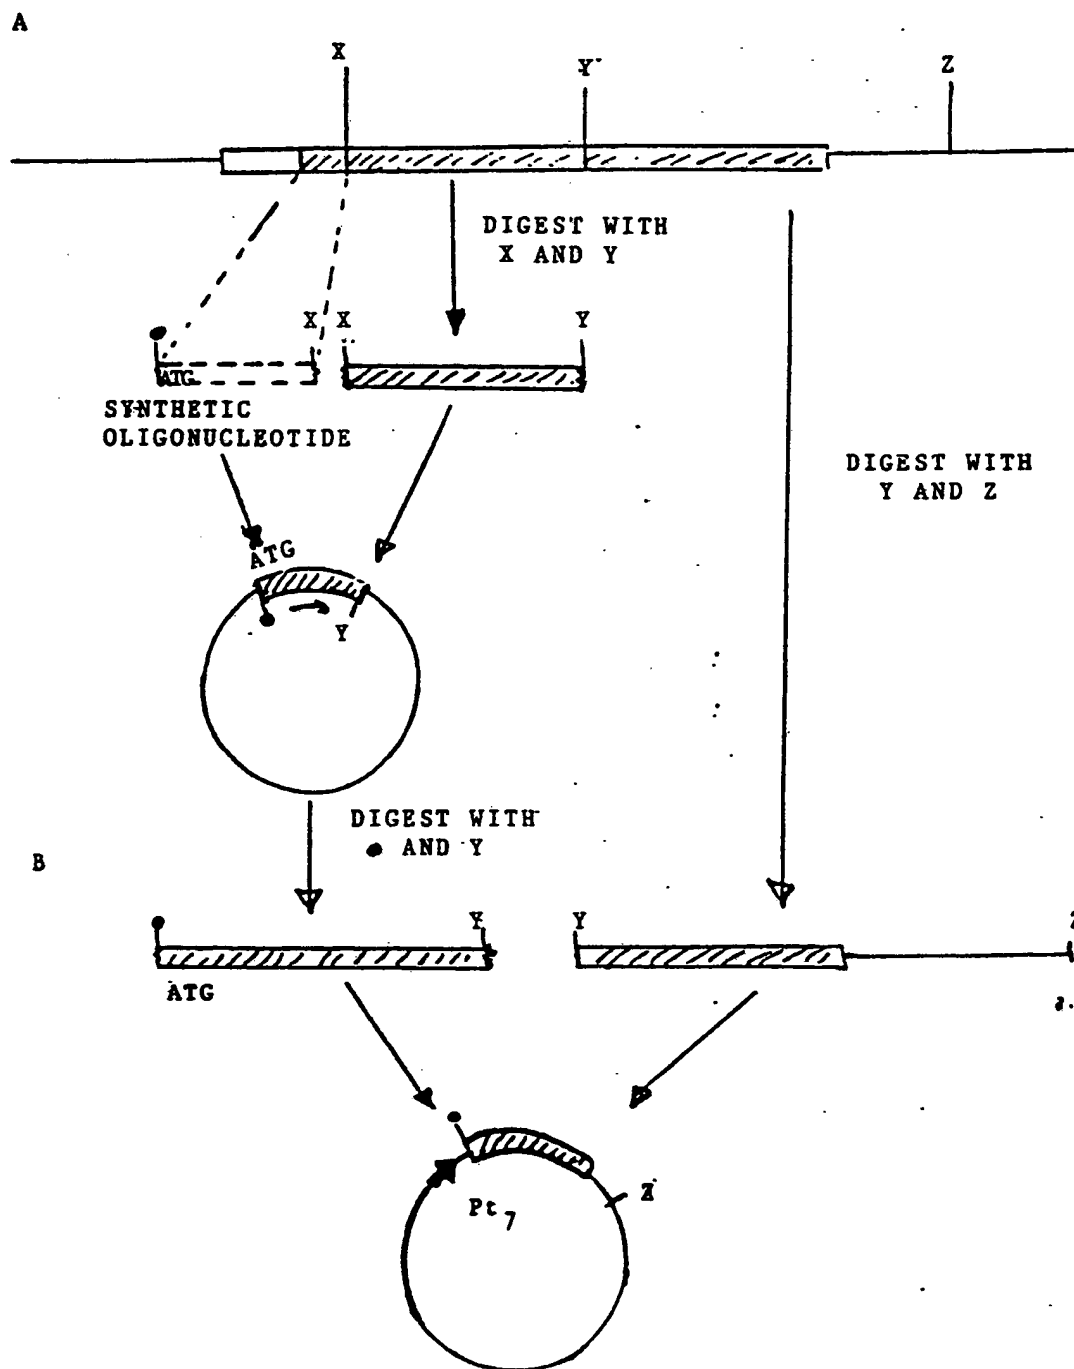 A
X Y Z
DIGEST WITH
X AND Y
X X Y
ATG
SYNTHETIC
OLIGONUCLEOTIDE
DIGEST WITH
Y AND Z
ATG
Y
DIGEST WITH
AND Y
B
Y Y
ATG
Z
Pt7